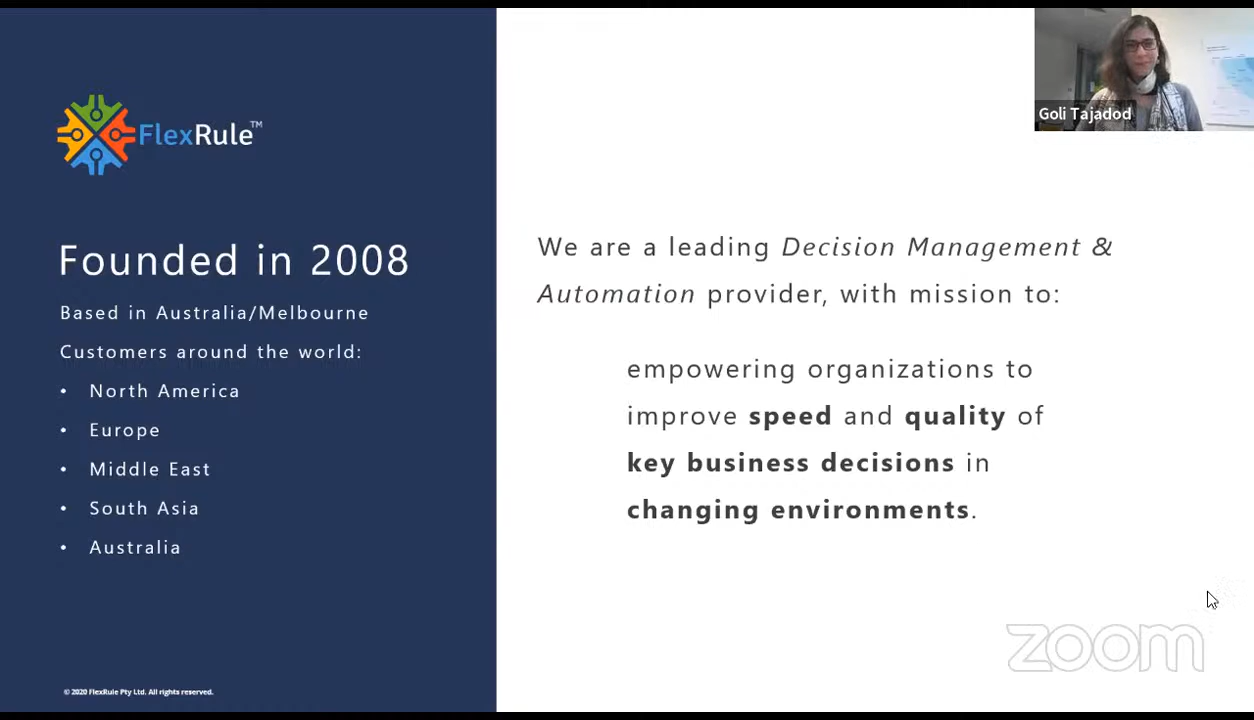 FlexRule™
Founded in 2008
Based in Australia/Melbourne
Customers around the world:
• North America
• Europe
• Middle East
• South Asia
• Australia
© 2020 FlexRule Pty Ltd. All rights reserved.
We are a leading Decision Management &
Automation provider, with mission to:
empowering organizations to
improve speed and quality of
key business decisions in
changing environments.
Goli Tajadod
zoom